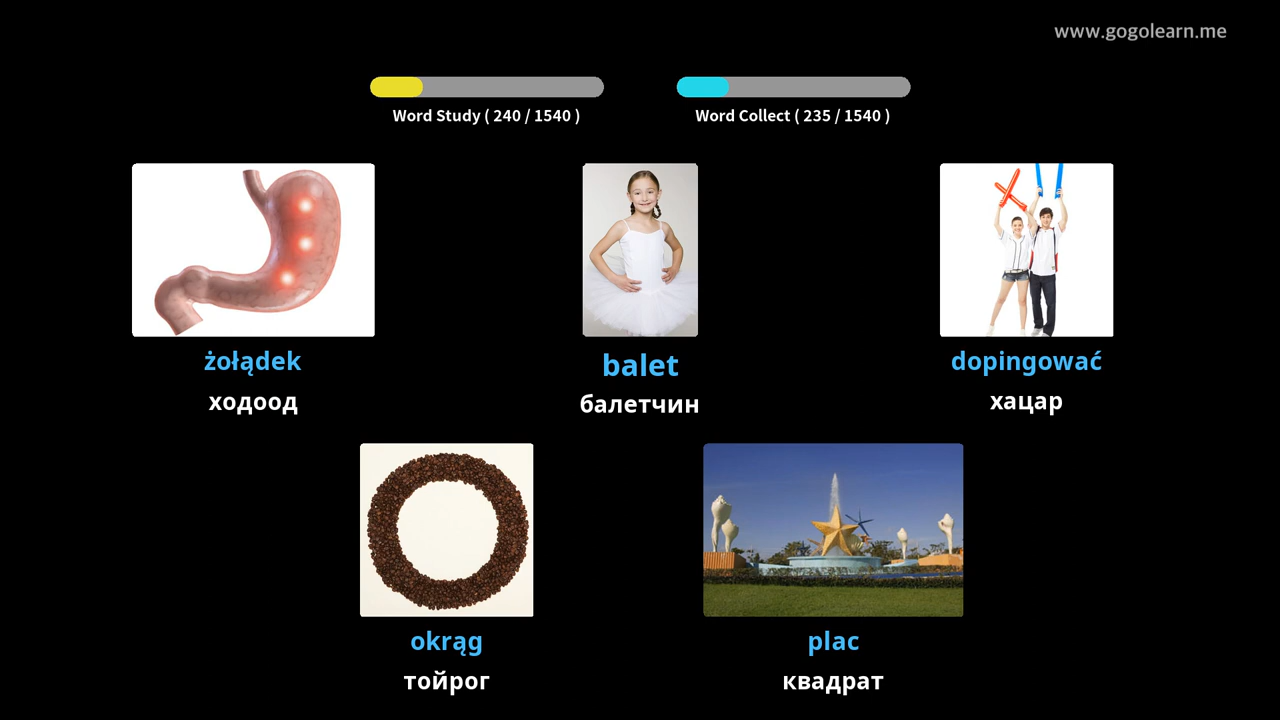 www.gogolearn.me
Word Study ( 240 / 1540 )
Word Collect ( 235 / 1540 )
żołądek
balet
dopingować
ходоод
балетчин
хацар
okrąg
plac
тойрог
квадрат